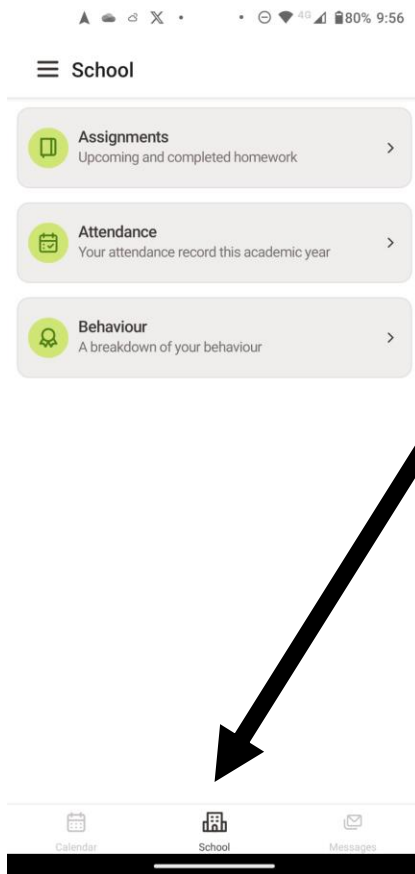 4G 80% 9:56
School
Assignments
Upcoming and completed homework
Attendance
Your attendance record this academic year
Behaviour
A breakdown of your behaviour
Calendar School Messages